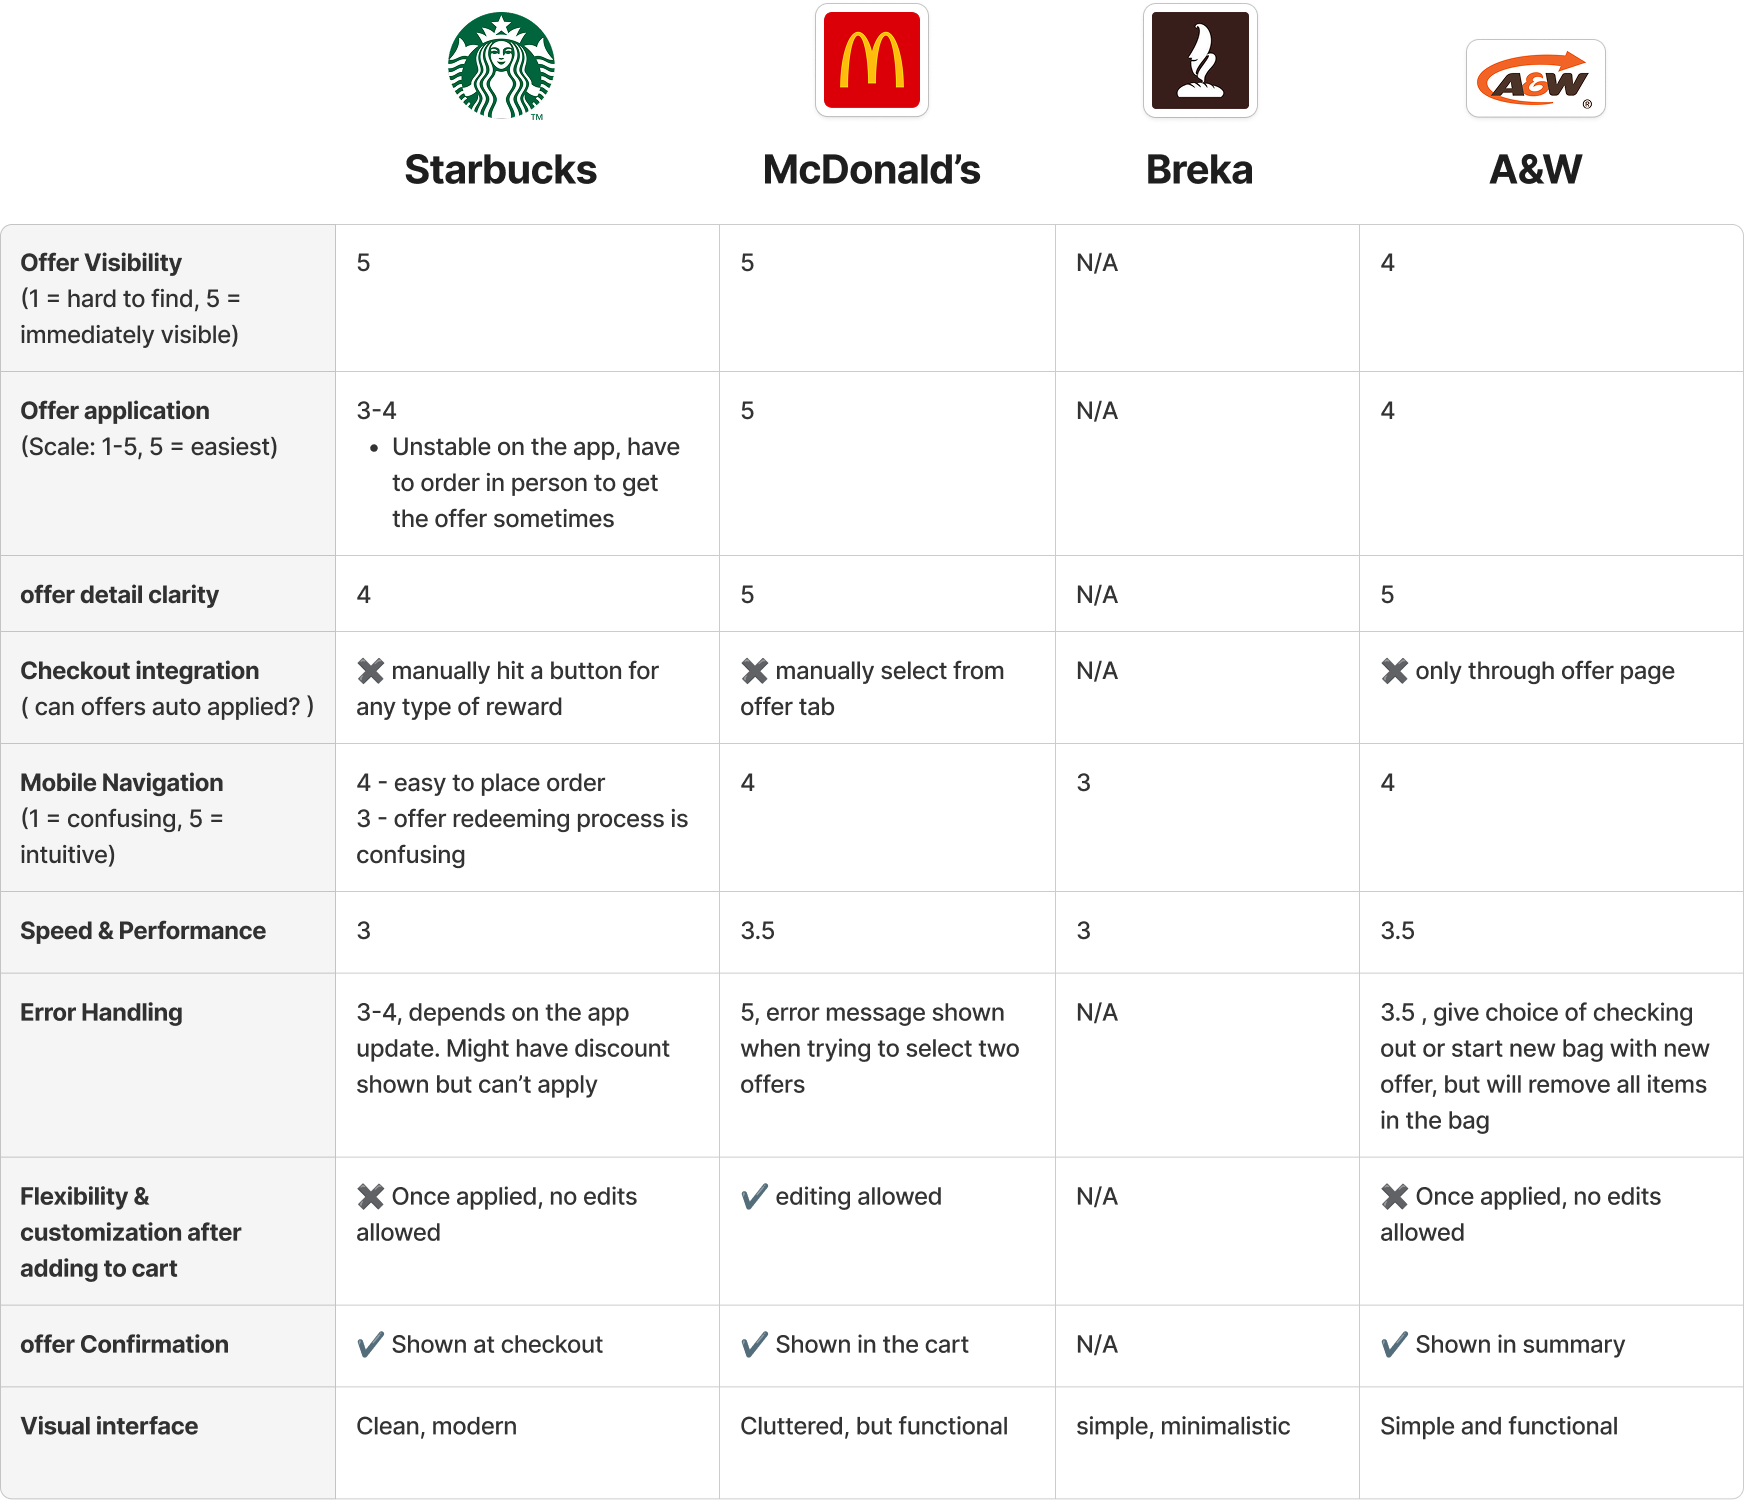 TM
A&W
®
Starbucks
McDonald’s
Breka
A&W
Offer Visibility
(1 = hard to find, 5 =
immediately visible)
5
5
N/A
4
Offer application
(Scale: 1-5, 5 = easiest)
3-4
• Unstable on the app, have
to order in person to get
the offer sometimes
5
N/A
4
offer detail clarity
4
5
N/A
5
Checkout integration
( can offers auto applied? )
✖ manually hit a button for
any type of reward
✖ manually select from
offer tab
N/A
✖ only through offer page
Mobile Navigation
(1 = confusing, 5 =
intuitive)
4 - easy to place order
3 - offer redeeming process is
confusing
4
3
4
Speed & Performance
3
3.5
3
3.5
Error Handling
3-4, depends on the app
update. Might have discount
shown but can’t apply
5, error message shown
when trying to select two
offers
N/A
3.5 , give choice of checking
out or start new bag with new
offer, but will remove all items
in the bag
Flexibility &
customization after
adding to cart
✖ Once applied, no edits
allowed
✔ editing allowed
N/A
✖ Once applied, no edits
allowed
offer Confirmation
✔ Shown at checkout
✔ Shown in the cart
N/A
✔ Shown in summary
Visual interface
Clean, modern
Cluttered, but functional
simple, minimalistic
Simple and functional